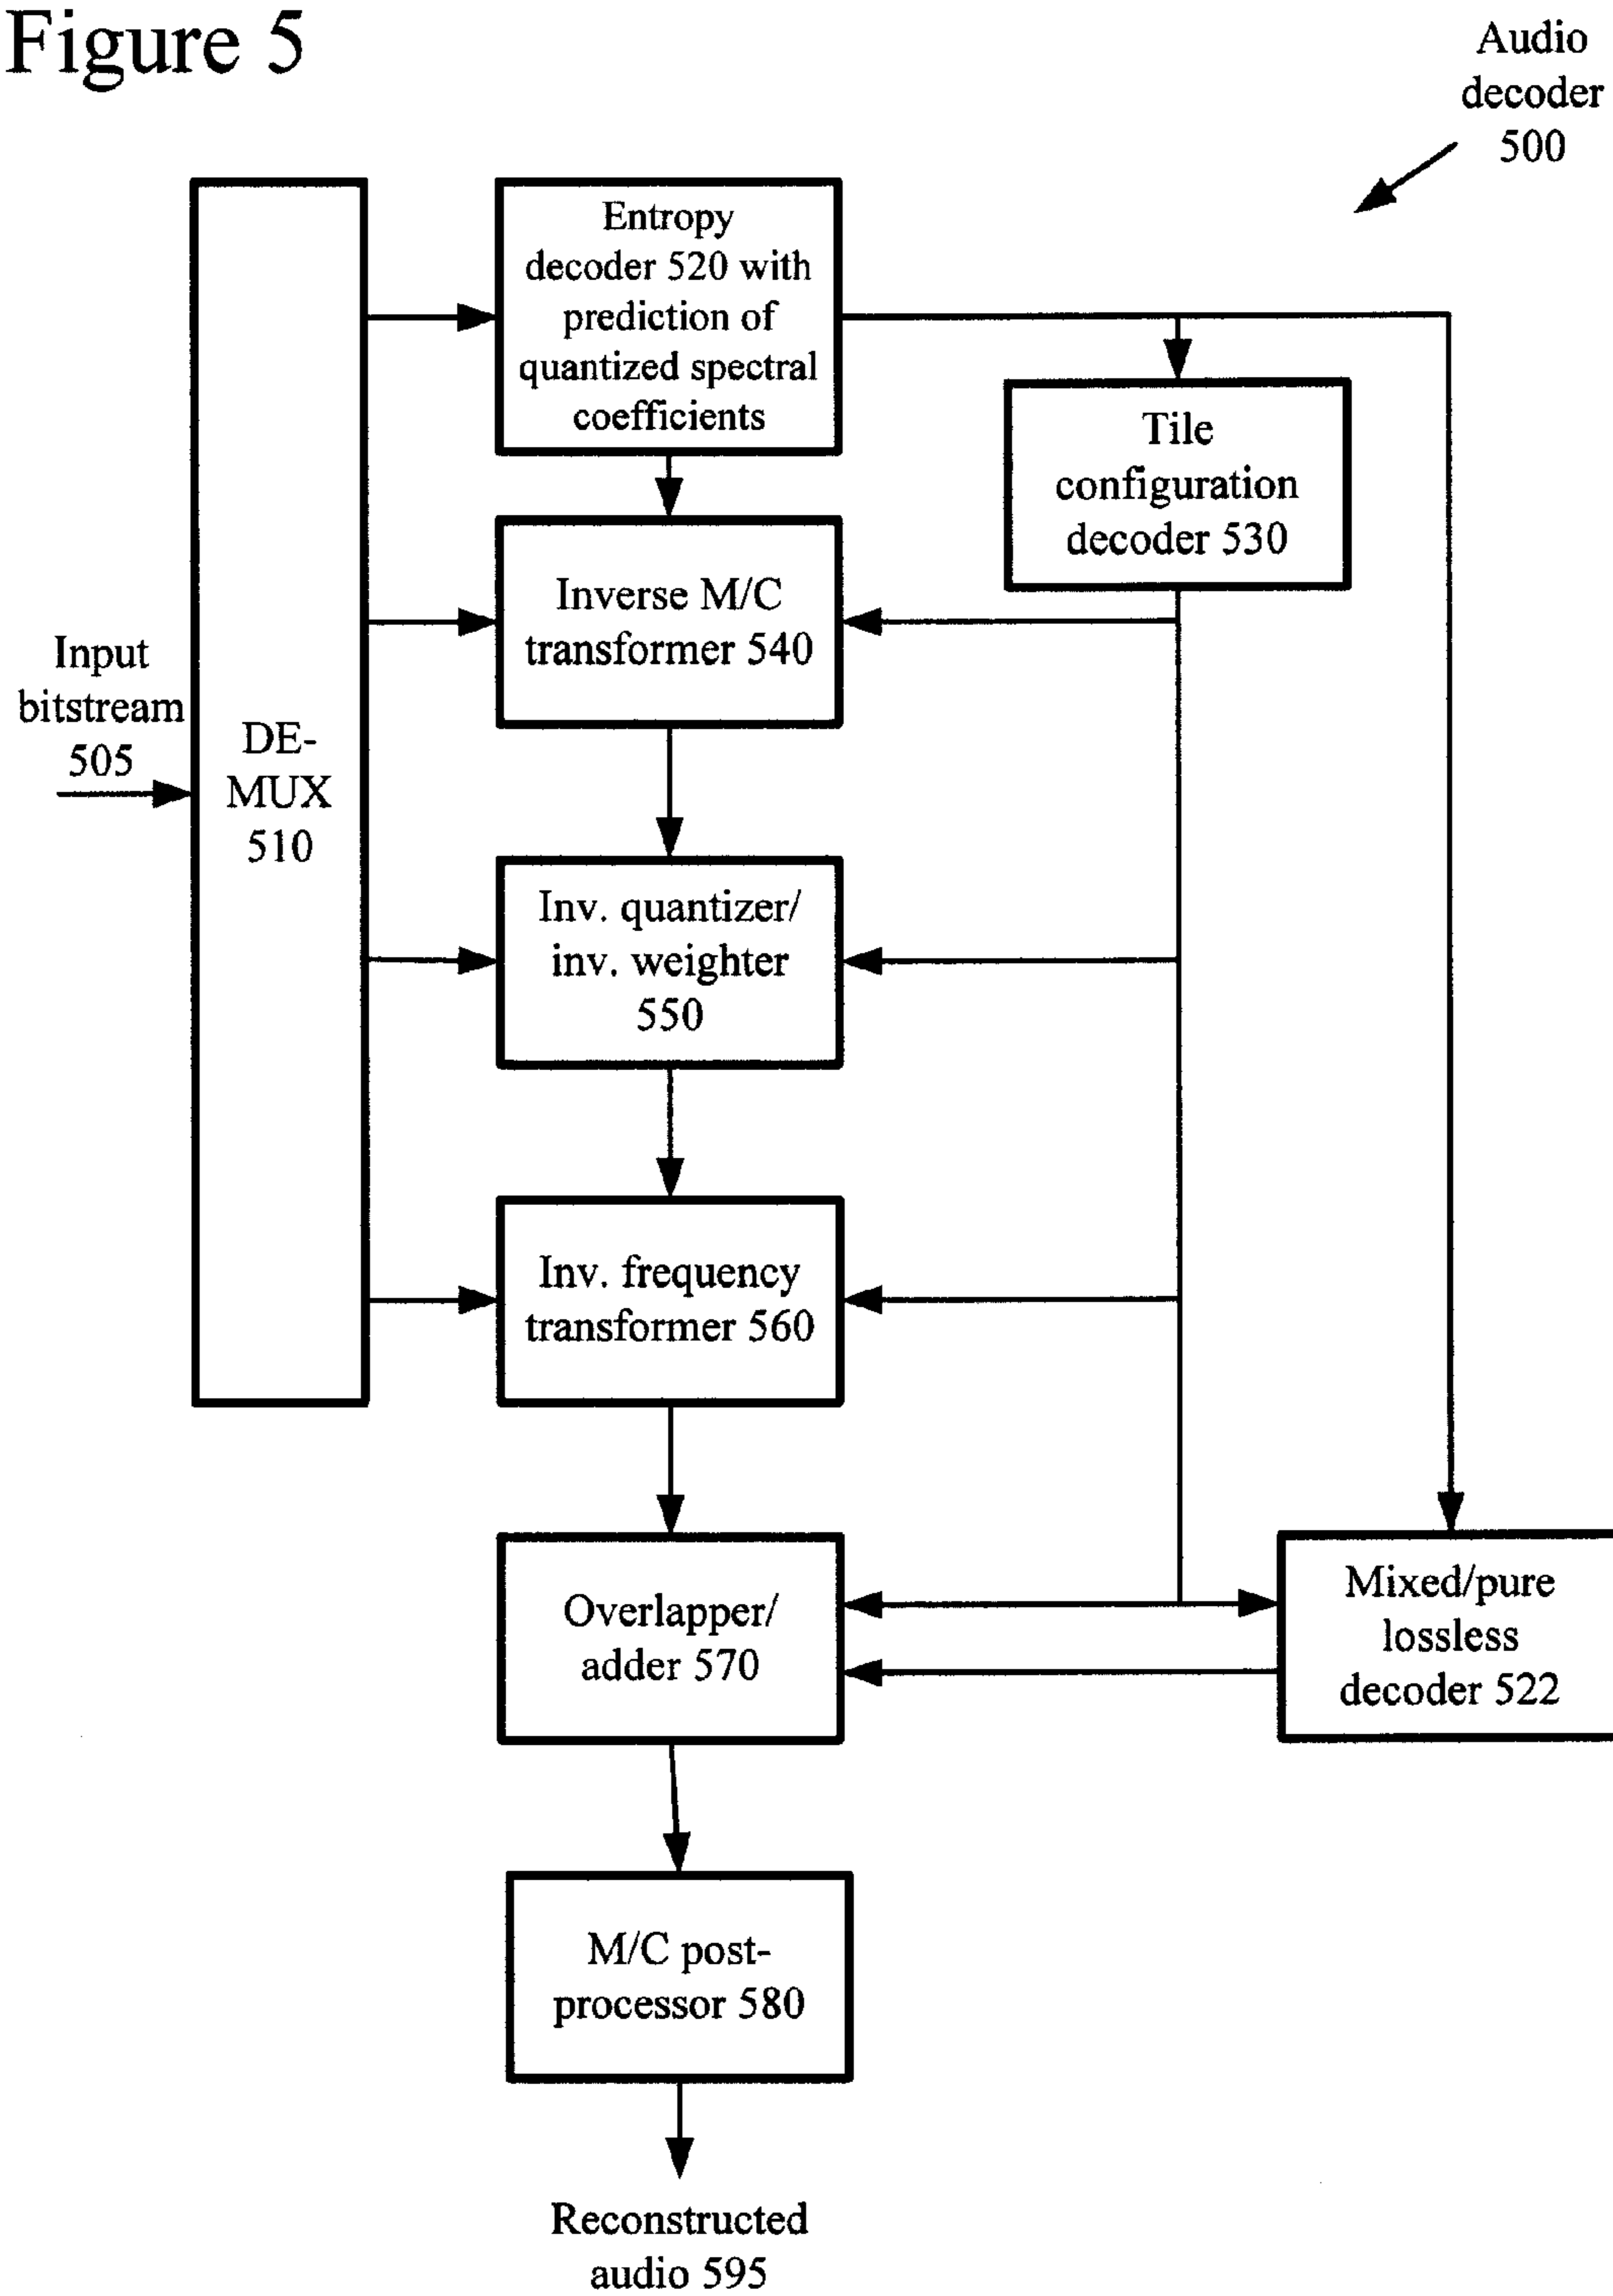 Figure 5
Audio
decoder
500
Entropy
decoder 520 with
prediction of
quantized spectral
coefficients
Tile
configuration
decoder 530
Inverse M/C
transformer 540
Input
bitstream
505
DE-
MUX
510
Inv. quantizer/
inv. weighter
550
Inv. frequency
transformer 560
Overlapper/
adder 570
Mixed/pure
lossless
decoder 522
M/C post-
processor 580
Reconstructed
audio 595